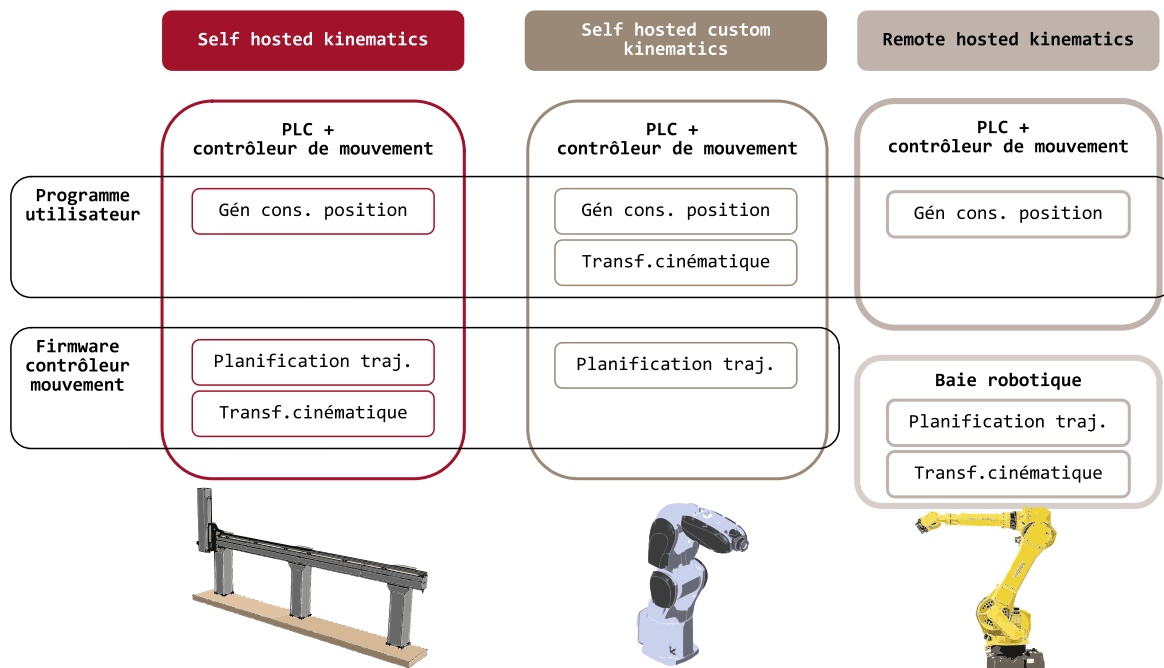 Self hosted kinematics
Self hosted custom
kinematics
Remote hosted kinematics
PLC +
contrôleur de mouvement
PLC +
contrôleur de mouvement
PLC +
contrôleur de mouvement
Programme
utilisateur
Gén cons. position
Gén cons. position
Transf.cinématique
Gén cons. position
Firmware
contrôleur
mouvement
Planification traj.
Transf.cinématique
Planification traj.
Baie robotique
Planification traj.
Transf.cinématique